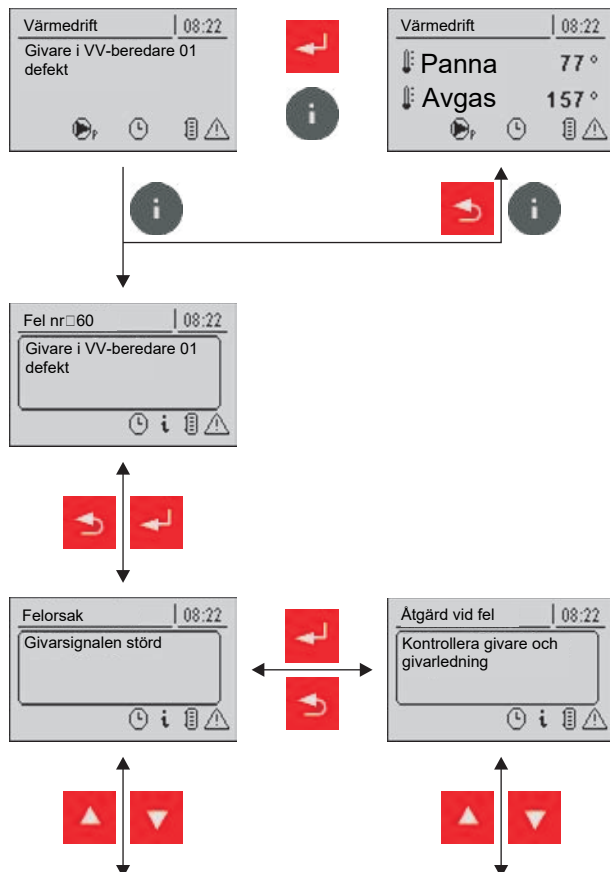 Värmedrift 08:22
Givare i VV-beredare 01
defekt
P
i
Värmedrift 08:22
Panna 77°
Avgas 157°
P
i
i
Fel nr□60 08:22
Givare i VV-beredare 01
defekt
i
Felorsak 08:22
Givarsignalen störd
i
Åtgärd vid fel 08:22
Kontrollera givare och
givarledning
i